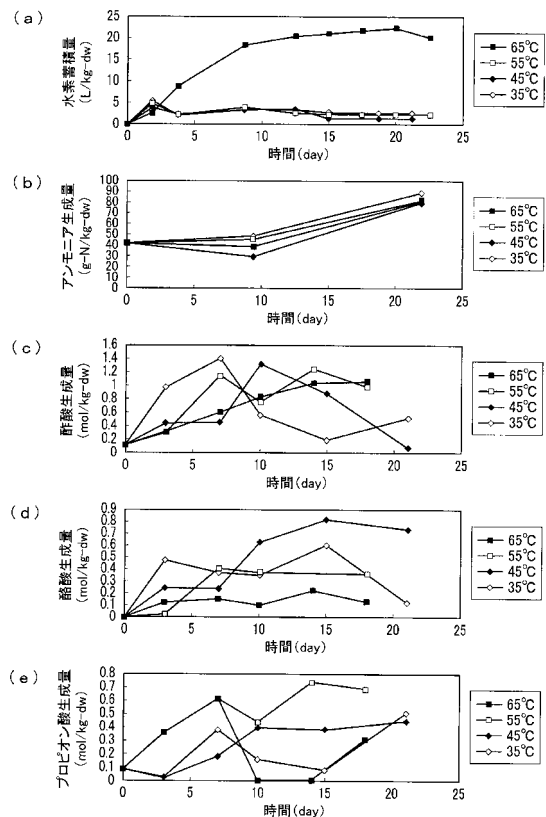 (a)
水素蓄積量
(L/kg-dw)
25
20
15
10
5
0
0 5 10 15 20 25
時間(day)
65℃
55℃
45℃
35℃
(b)
アンモニア生成量
(g-N/kg-dw)
100
90
80
70
60
50
40
30
20
10
0
0 5 10 15 20 25
時間(day)
65℃
55℃
45℃
35℃
(c)
酢酸生成量
(mol/kg-dw)
1.6
1.4
1.2
1
0.8
0.6
0.4
0.2
0
0 5 10 15 20 25
時間(day)
65℃
55℃
45℃
35℃
(d)
酪酸生成量
(mol/kg-dw)
0.9
0.8
0.7
0.6
0.5
0.4
0.3
0.2
0.1
0
0 5 10 15 20 25
時間(day)
65℃
55℃
45℃
35℃
(e)
プロピオン酸生成量
(mol/kg-dw)
0.8
0.7
0.6
0.5
0.4
0.3
0.2
0.1
0
0 5 10 15 20 25
時間(day)
65℃
55℃
45℃
35℃